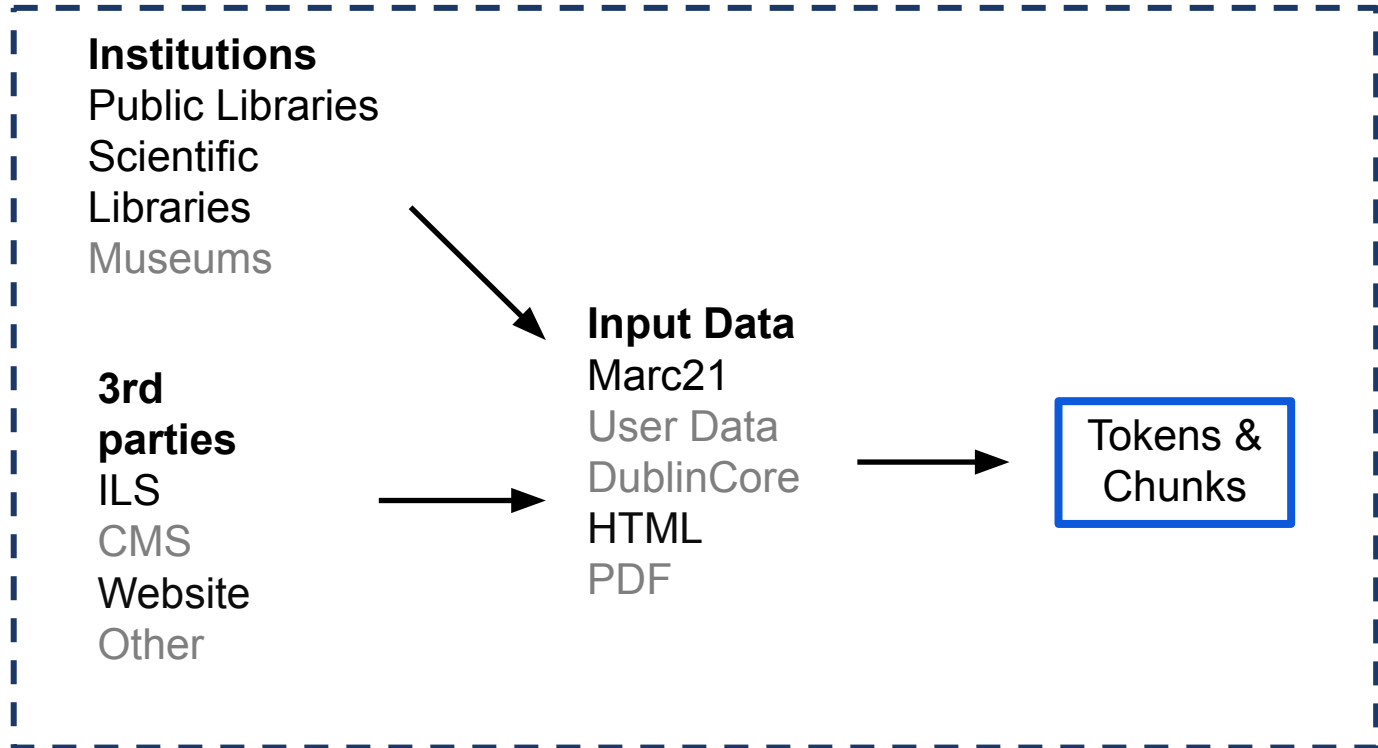 Institutions
Public Libraries
Scientific
Libraries
Museums
3rd
parties
ILS
CMS
Website
Other
Input Data
Marc21
User Data
DublinCore
HTML
PDF
Tokens &
Chunks